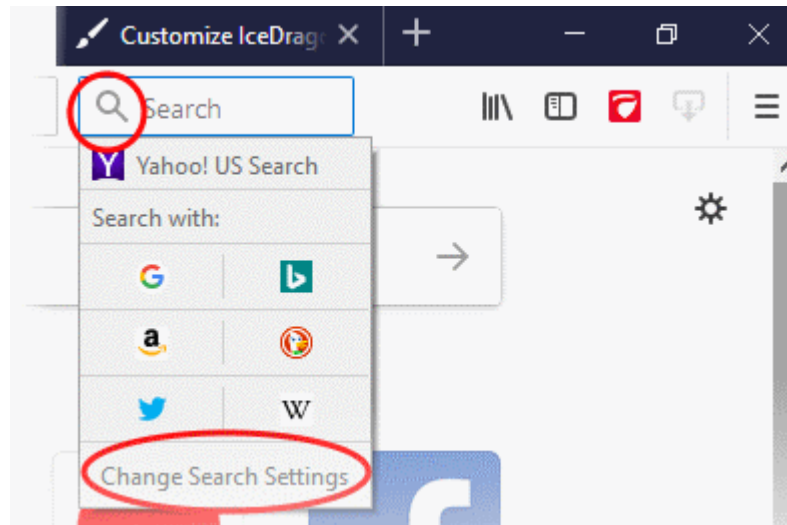 Customize IceDrag
Search
Yahoo! US Search
Search with:
Change Search Settings